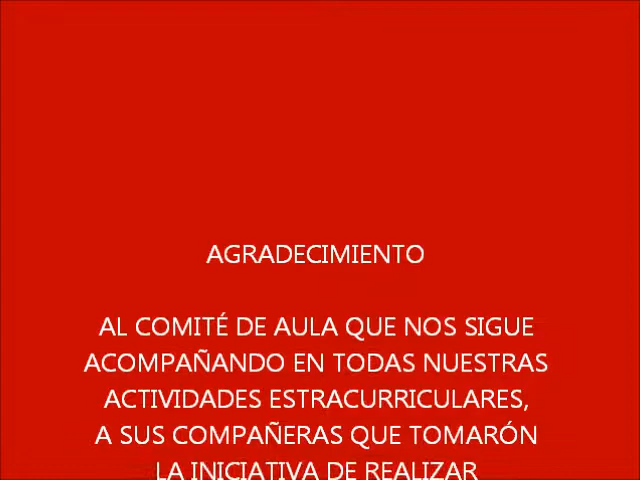 AGRADECIMIENTO
AL COMITÉ DE AULA QUE NOS SIGUE
ACOMPAÑANDO EN TODAS NUESTRAS
ACTIVIDADES ESTRACURRICULARES,
A SUS COMPAÑERAS QUE TOMARÓN
LA INICIATIVA DE REALIZAR